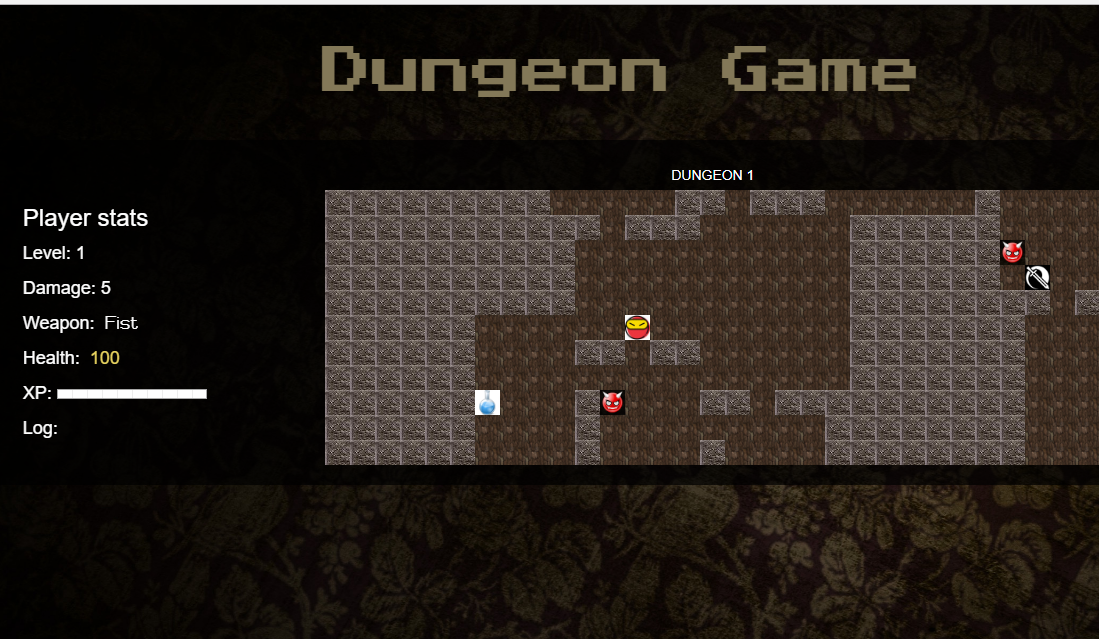 Dungeon Game
DUNGEON 1
Player stats
Level: 1
Damage: 5
Weapon: Fist
Health: 100
XP:
Log: